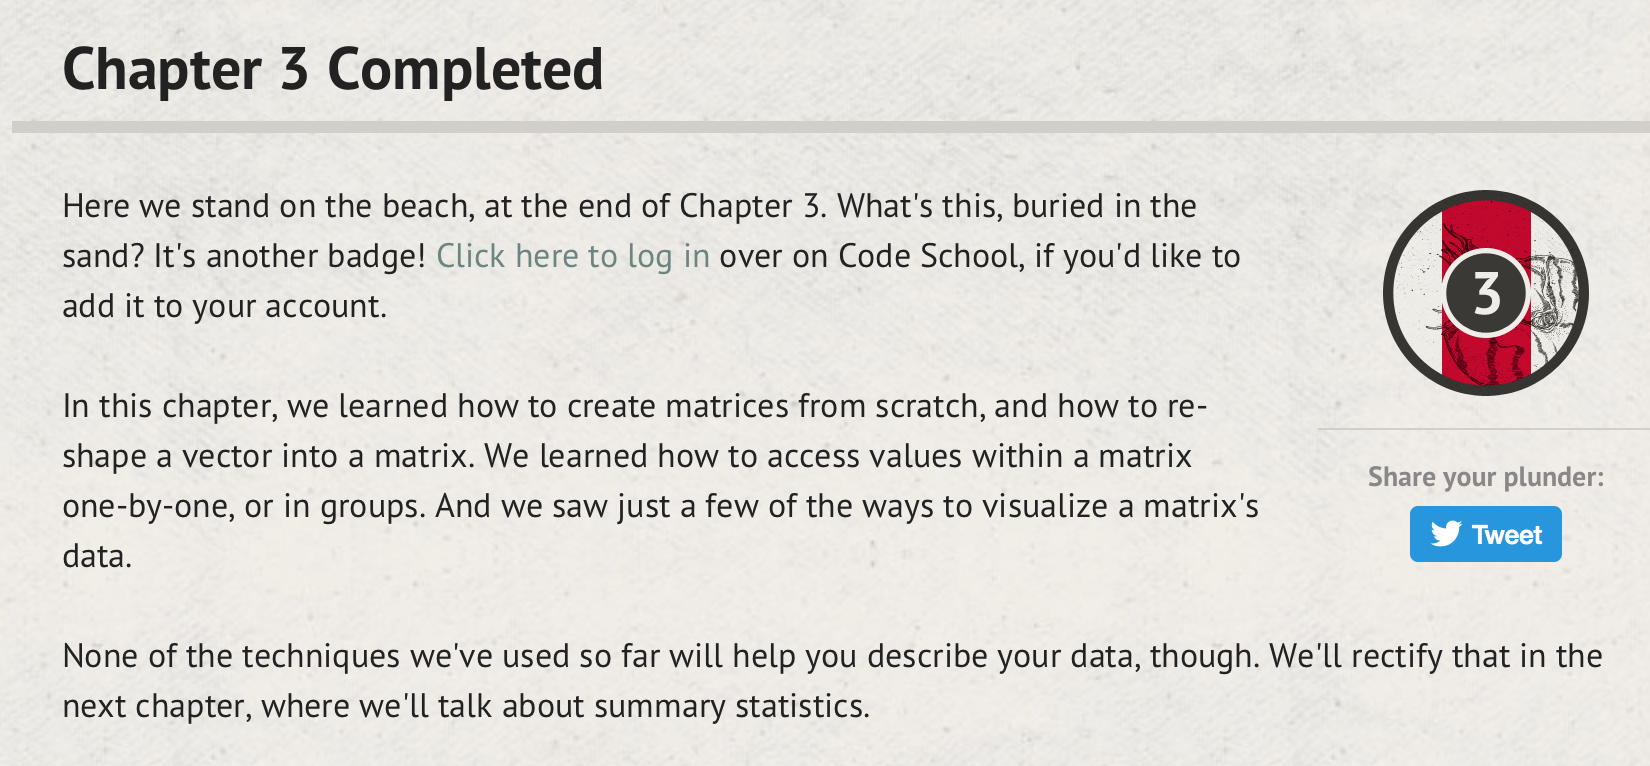 Chapter 3 Completed
Here we stand on the beach, at the end of Chapter 3. What's this, buried in the
sand? It's another badge! Click here to log in over on Code School, if you'd like to
add it to your account.
3
In this chapter, we learned how to create matrices from scratch, and how to re-
shape a vector into a matrix. We learned how to access values within a matrix
one-by-one, or in groups. And we saw just a few of the ways to visualize a matrix's
data.
Share your plunder:
Tweet
None of the techniques we've used so far will help you describe your data, though. We'll rectify that in the
next chapter, where we'll talk about summary statistics.